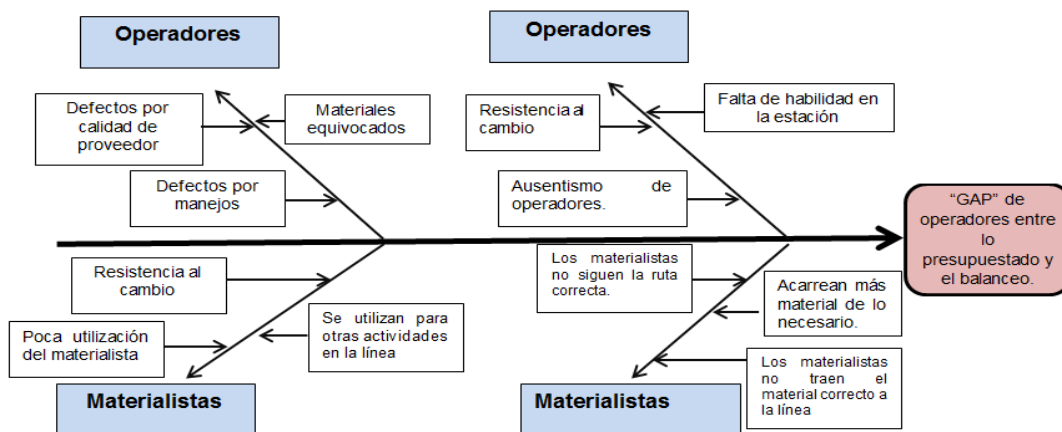 Operadores
Defectos por
calidad de
proveedor
Materiales
equivocados
Defectos por
manejos
Operadores
Resistencia al
cambio
Falta de habilidad en
la estación
Ausentismo de
operadores.
"GAP" de
operadores entre
lo
presupuestado y
el balanceo.
Resistencia al
cambio
Poca utilización
del materialista
Se utilizan para
otras actividades
en la línea
Materialistas
Los materialistas
no siguen la ruta
correcta.
Acarrean más
material de lo
necesario.
Los materialistas
no traen el
material correcto a
la línea
Materialistas